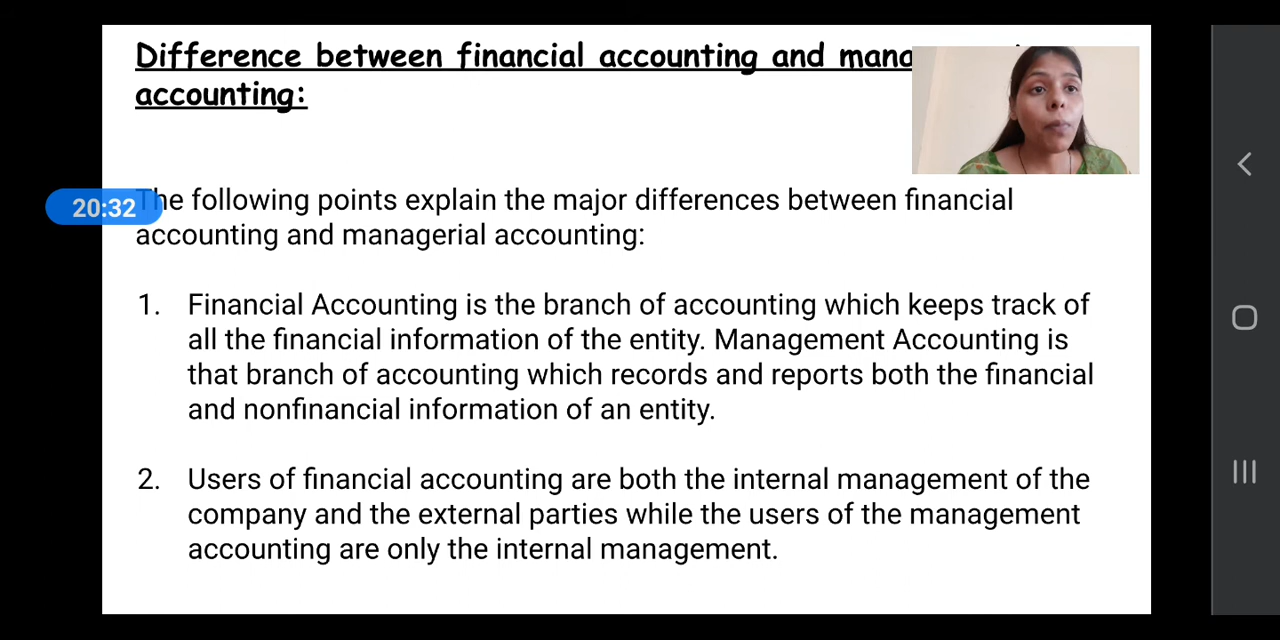 Difference between financial accounting and
accounting:
20:32
The following points explain the major differences between financial
accounting and managerial accounting:
1. Financial Accounting is the branch of accounting which keeps track of
all the financial information of the entity. Management Accounting is
that branch of accounting which records and reports both the financial
and nonfinancial information of an entity.
2. Users of financial accounting are both the internal management of the
company and the external parties while the users of the management
accounting are only the internal management.